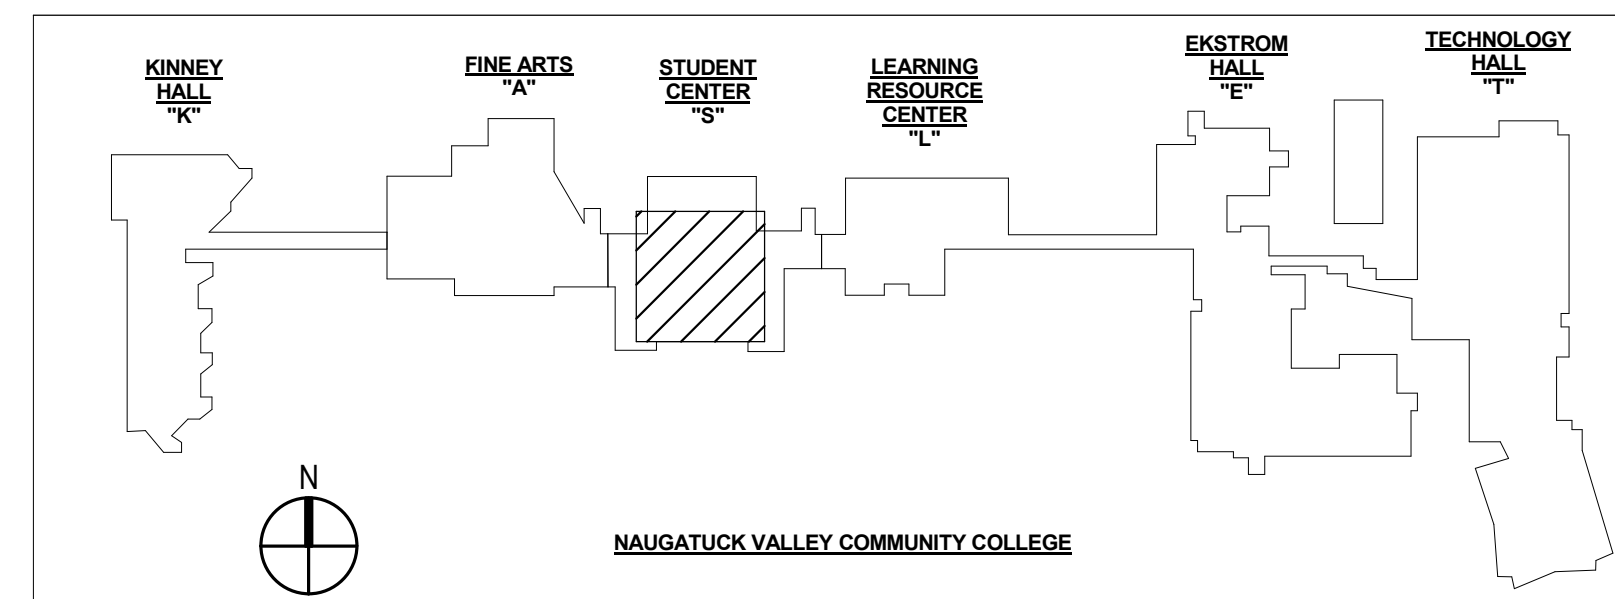 KINNEY
HALL
"K"
FINE ARTS
"A"
STUDENT
CENTER
"S"
LEARNING
RESOURCE
CENTER
"L"
EKSTROM
HALL
"E"
TECHNOLOGY
HALL
"T"
N
NAUGATUCK VALLEY COMMUNITY COLLEGE